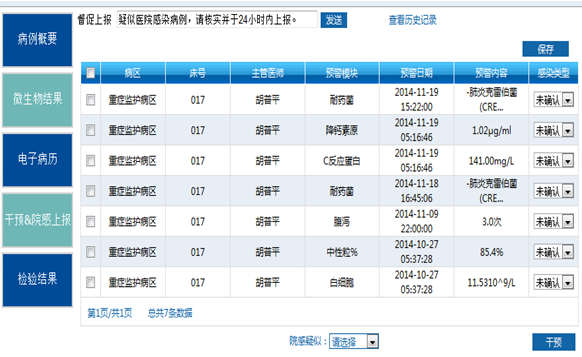 督促上报 疑似医院感染病例，请核实并于24小时内上报。 发送 查看历史记录
病例概要
微生物结果
电子病历
干预&院感上报
检验结果
保存
病区 床号 主管医师 预警模块 预警日期 预警内容 感染类型
重症监护病区 017 胡普平 耐药菌 2014-11-19 15:22:00 -肺炎克雷伯菌 (CRE... 未确认
重症监护病区 017 胡普平 降钙素原 2014-11-19 05:16:46 1.02μg/ml 未确认
重症监护病区 017 胡普平 C反应蛋白 2014-11-19 05:16:46 141.00mg/L 未确认
重症监护病区 017 胡普平 耐药菌 2014-11-18 16:45:06 -肺炎克雷伯菌 (CRE... 未确认
重症监护病区 017 胡普平 腹泻 2014-11-09 22:00:00 3.0次 未确认
重症监护病区 017 胡普平 中性粒% 2014-10-27 05:37:28 85.4% 未确认
重症监护病区 017 胡普平 白细胞 2014-10-27 05:37:28 11.5310^9/L 未确认
第1页/共1页 总共7条数据
院感疑似： 请选择 干预